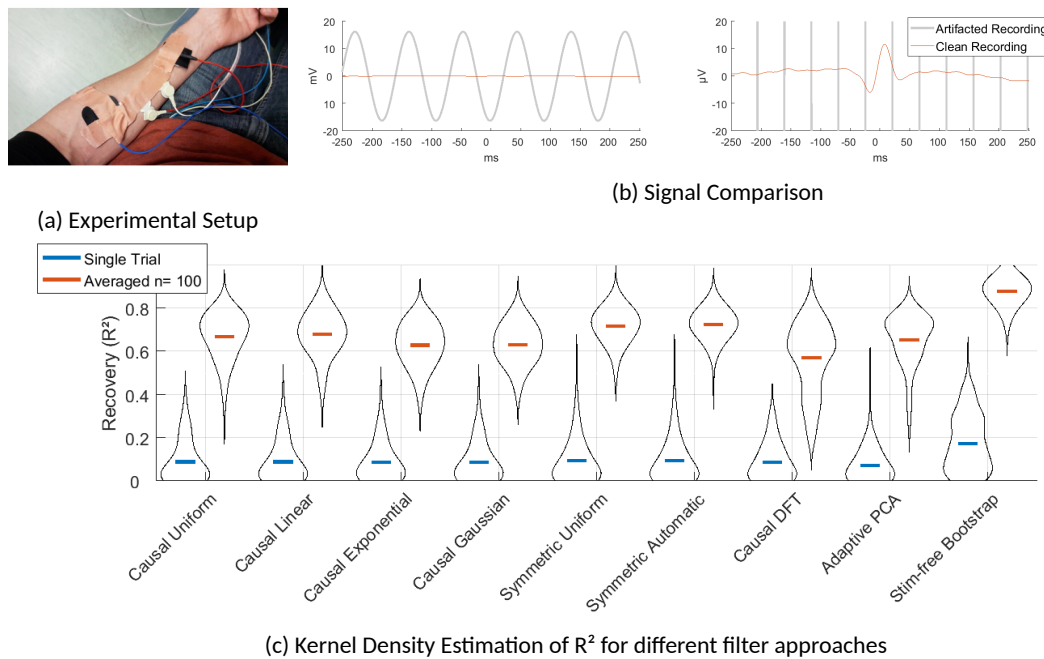 20
10
0
-10
-20
mV
-250 -200 -150 -100 -50 0 50 100 150 200 250
ms
20
10
0
-10
-20
µV
-250 -200 -150 -100 -50 0 50 100 150 200 250
ms
Artifacted Recording
Clean Recording
(b) Signal Comparison
(a) Experimental Setup
Single Trial
Averaged n= 100
Recovery (R²)
0.8
0.6
0.4
0.2
0
Causal Uniform
Causal Linear
Causal Exponential
Causal Gaussian
Symmetric Uniform
Symmetric Automatic
Causal DFT
Adaptive PCA
Stim-free Bootstrap
(c) Kernel Density Estimation of R² for different filter approaches